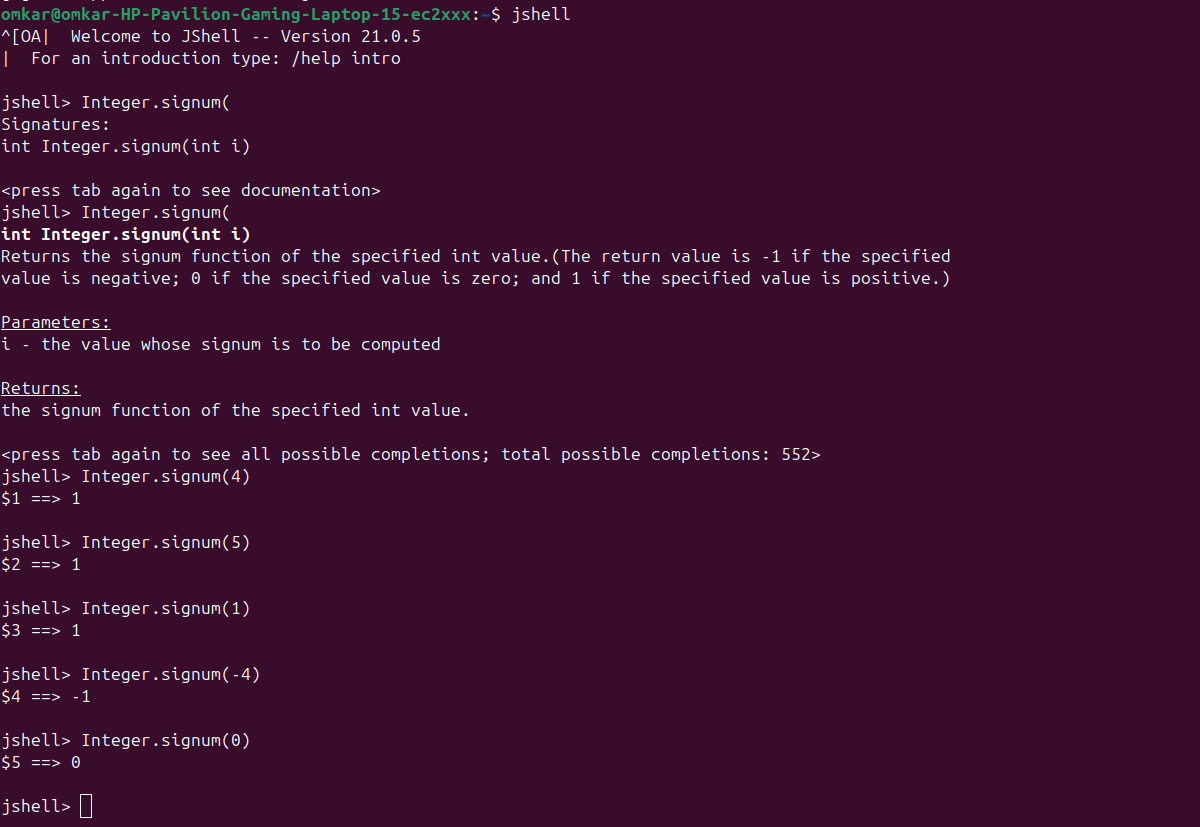 omkar@omkar-HP-Pavilion-Gaming-Laptop-15-ec2xxx:~$ jshell
^[OA|  Welcome to JShell -- Version 21.0.5
|  For an introduction type: /help intro

jshell> Integer.signum(
Signatures:
int Integer.signum(int i)

<press tab again to see documentation>
jshell> Integer.signum(
int Integer.signum(int i)
Returns the signum function of the specified int value.(The return value is -1 if the specified
value is negative; 0 if the specified value is zero; and 1 if the specified value is positive.)

Parameters:
i - the value whose signum is to be computed

Returns:
the signum function of the specified int value.

<press tab again to see all possible completions; total possible completions: 552>
jshell> Integer.signum(4)
$1 ==> 1

jshell> Integer.signum(5)
$2 ==> 1

jshell> Integer.signum(1)
$3 ==> 1

jshell> Integer.signum(-4)
$4 ==> -1

jshell> Integer.signum(0)
$5 ==> 0

jshell>